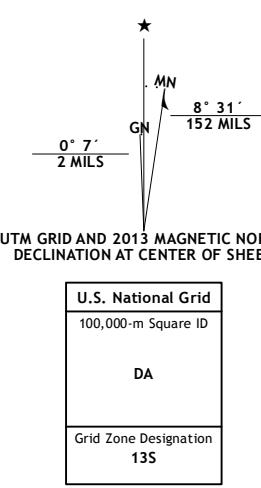 ★
MN
GN
8° 31´
152 MILS
0° 7´
2 MILS
UTM GRID AND 2013 MAGNETIC NO
DECLINATION AT CENTER OF SHEE
U.S. National Grid
100,000-m Square ID
DA
Grid Zone Designation
13S